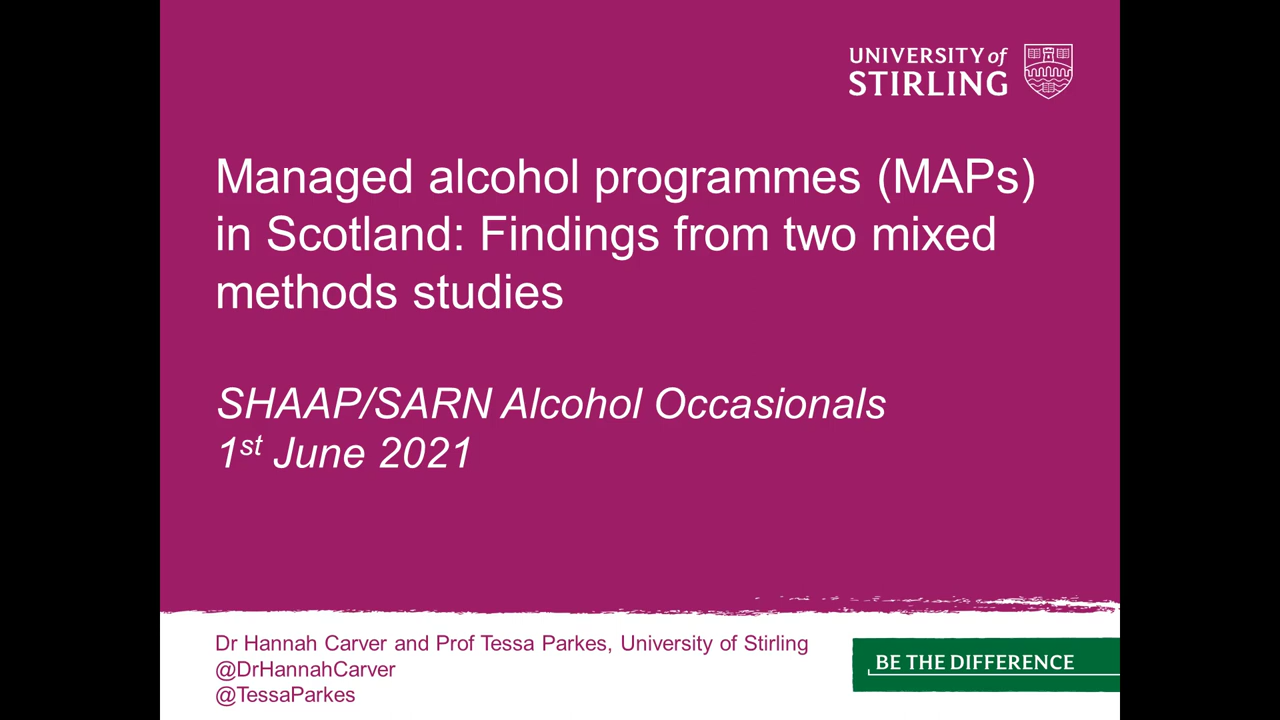 UNIVERSITY of
STIRLING
Managed alcohol programmes (MAPs)
in Scotland: Findings from two mixed
methods studies
SHAAP/SARN Alcohol Occasionals
1st June 2021
Dr Hannah Carver and Prof Tessa Parkes, University of Stirling
@DrHannahCarver
@TessaParkes
BE THE DIFFERENCE